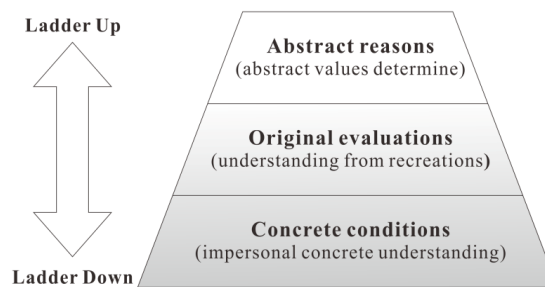 Ladder Up
Abstract reasons
(abstract values determine)
Original evaluations
(understanding from recreations)
Concrete conditions
(impersonal concrete understanding)
Ladder Down